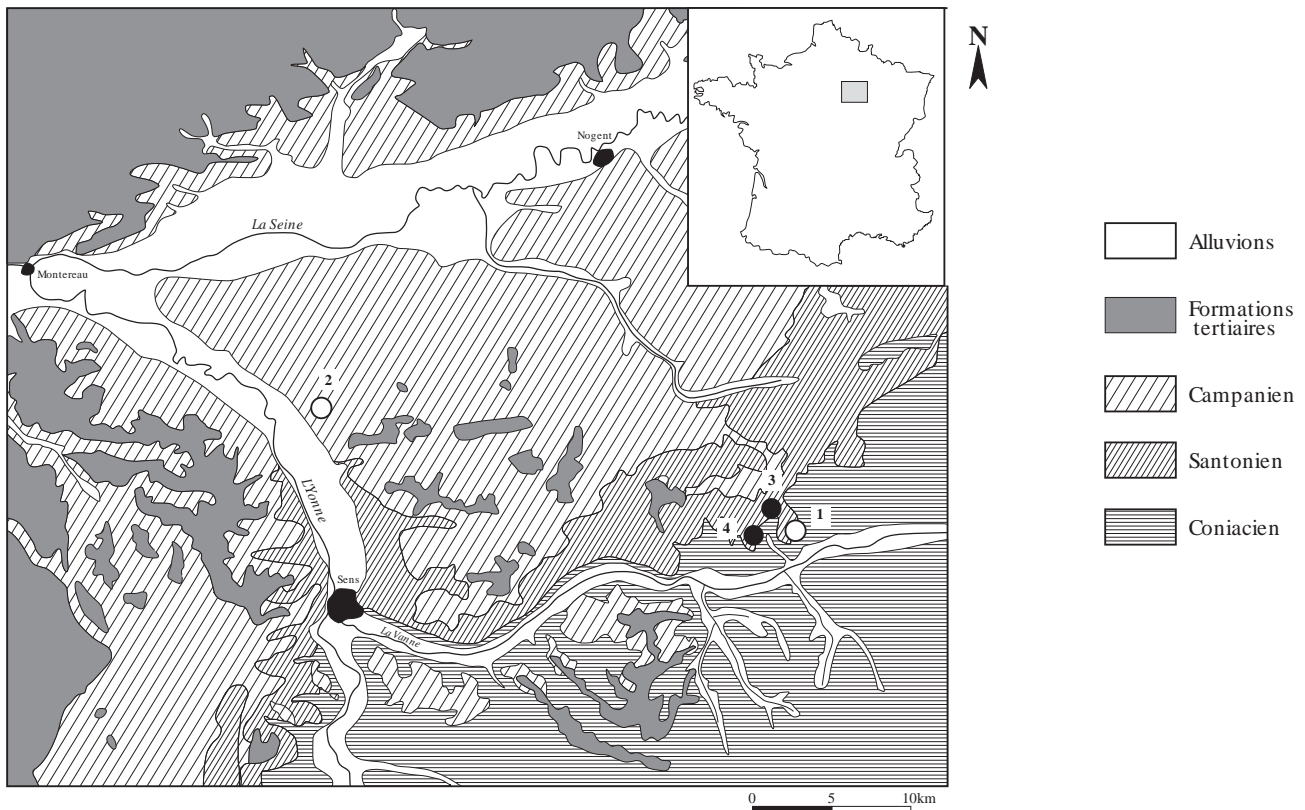 N
Nogent
La Seine
Montereau
2
L'Yonne
3
4
1
Sens
La Vanne
0 5 10km
Alluvions
Formations
tertiaires
Campanien
Santonien
Coniacien